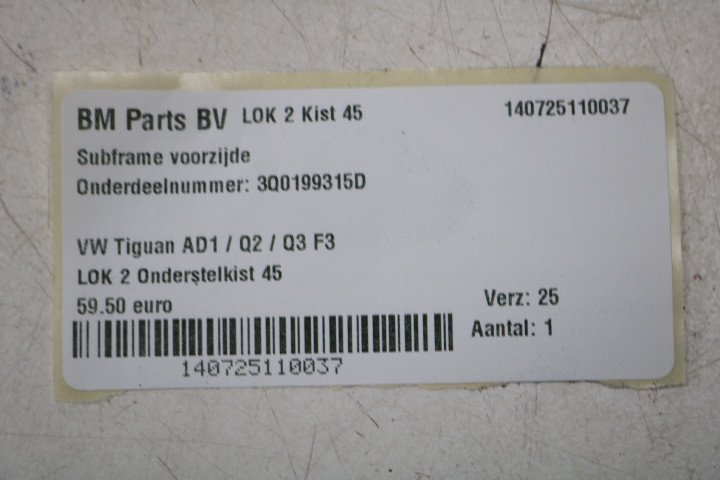 BM Parts BV LOK 2 Kist 45 140725110037
Subframe voorzijde
Onderdeelnummer: 3Q0199315D
VW Tiguan AD1 / Q2 / Q3 F3
LOK 2 Onderstelkist 45
59.50 euro Verz: 25
Aantal: 1
140725110037